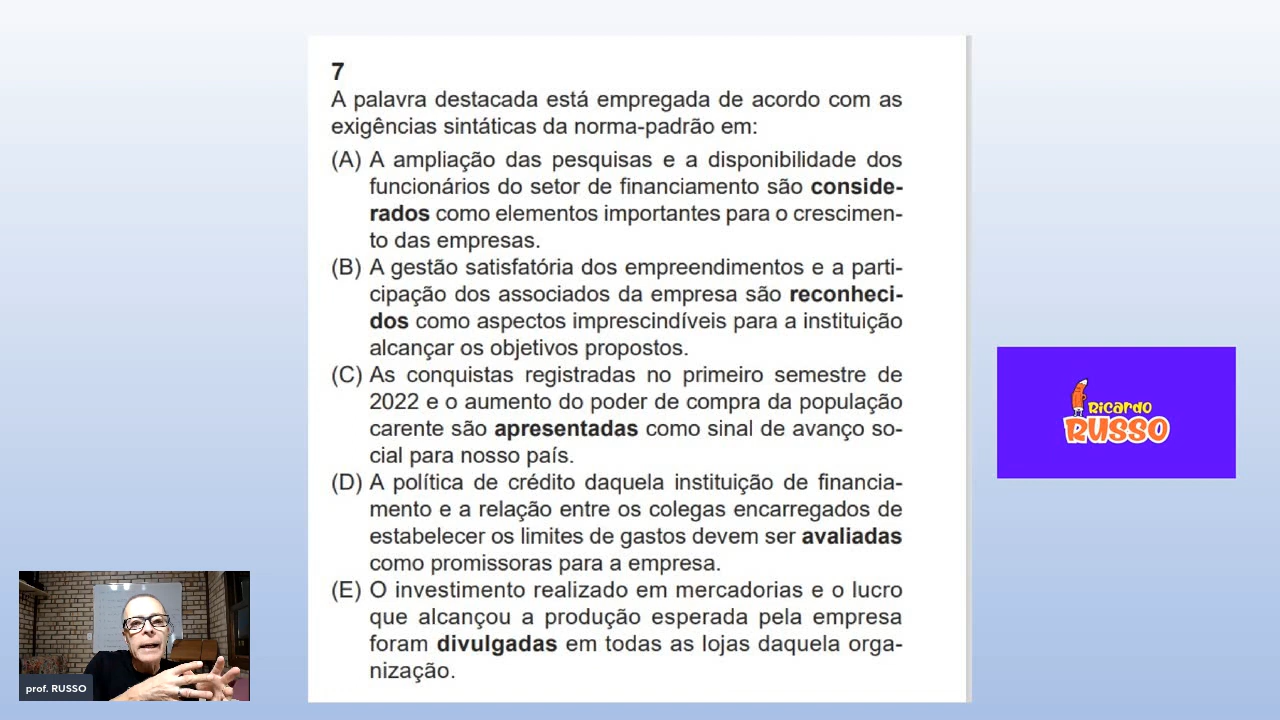 7
A palavra destacada está empregada de acordo com as
exigências sintáticas da norma-padrão em:
(A) A ampliação das pesquisas e a disponibilidade dos
funcionários do setor de financiamento são conside-
rados como elementos importantes para o crescimen-
to das empresas.
(B) A gestão satisfatória dos empreendimentos e a parti-
cipação dos associados da empresa são reconheci-
dos como aspectos imprescindíveis para a instituição
alcançar os objetivos propostos.
(C) As conquistas registradas no primeiro semestre de
2022 e o aumento do poder de compra da população
carente são apresentadas como sinal de avanço so-
cial para nosso país.
(D) A política de crédito daquela instituição de financia-
mento e a relação entre os colegas encarregados de
estabelecer os limites de gastos devem ser avaliadas
como promissoras para a empresa.
(E) O investimento realizado em mercadorias e o lucro
que alcançou a produção esperada pela empresa
foram divulgadas em todas as lojas daquela orga-
nização.
Ricardo
RUSSO
prof. RUSSO